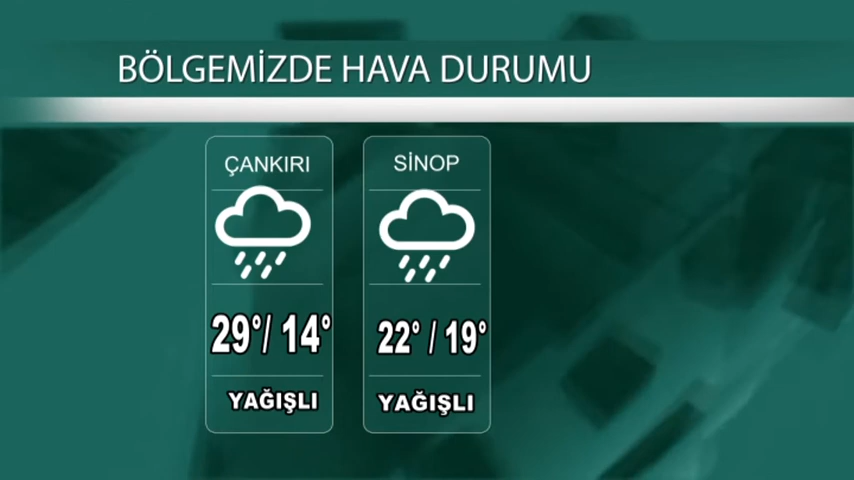 BÖLGEMİZDE HAVA DURUMU
ÇANKIRI
29°/ 14°
YAĞIŞLI
SİNOP
22° / 19°
YAĞIŞLI